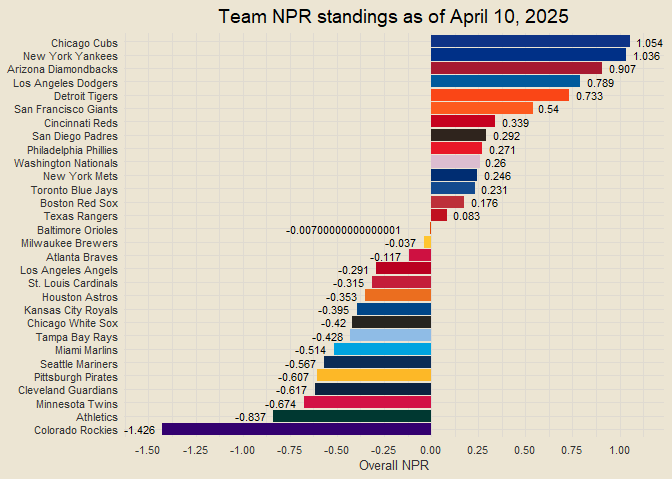 Team NPR standings as of April 10, 2025
Chicago Cubs 1.054
New York Yankees 1.036
Arizona Diamondbacks 0.907
Los Angeles Dodgers 0.789
Detroit Tigers 0.733
San Francisco Giants 0.54
Cincinnati Reds 0.339
San Diego Padres 0.292
Philadelphia Phillies 0.271
Washington Nationals 0.26
New York Mets 0.246
Toronto Blue Jays 0.231
Boston Red Sox 0.176
Texas Rangers 0.083
Baltimore Orioles -0.00700000000000001
Milwaukee Brewers -0.037
Atlanta Braves -0.117
Los Angeles Angels -0.291
St. Louis Cardinals -0.315
Houston Astros -0.353
Kansas City Royals -0.395
Chicago White Sox -0.42
Tampa Bay Rays -0.428
Miami Marlins -0.514
Seattle Mariners -0.567
Pittsburgh Pirates -0.607
Cleveland Guardians -0.617
Minnesota Twins -0.674
Athletics -0.837
Colorado Rockies -1.426
-1.50 -1.25 -1.00 -0.75 -0.50 -0.25 0.00 0.25 0.50 0.75 1.00
Overall NPR